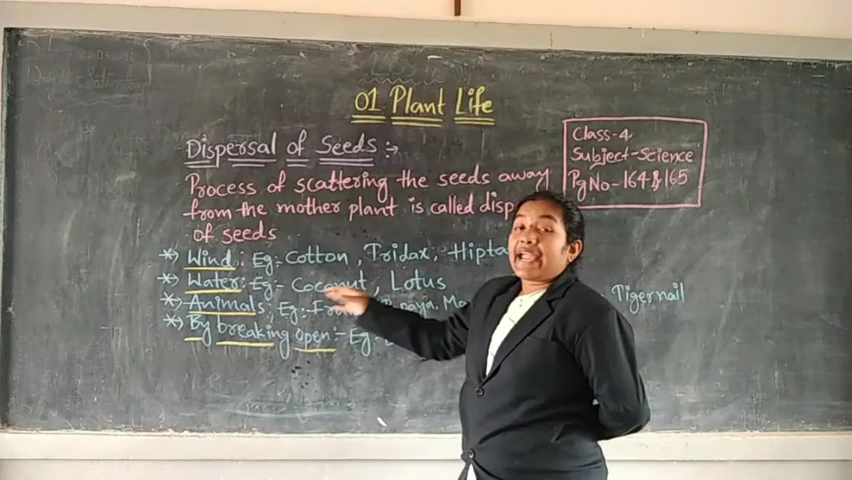 01 Plant Life
Dispersal of Seeds :→
Process of scattering the seeds away
from the mother plant is called
of seeds
*) Wind : Eg:- Cotton, Tridax, Hipta
*) Water : Eg:- Coconut, Lotus
*) Animals : Eg:- Papaya,
*) By breaking open :- Eg:-
Class-4
Subject-Science
Pg No-164 & 165
Tigernail